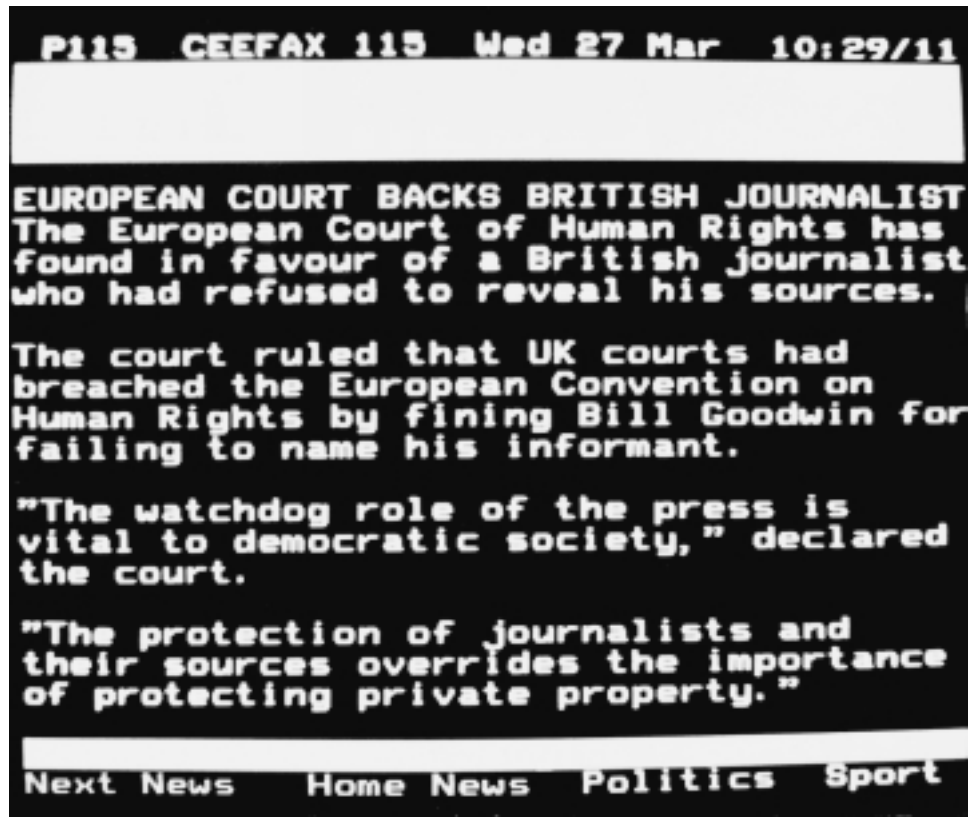 P115 CEEFAX 115 Wed 27 Mar 10:29/11
EUROPEAN COURT BACKS BRITISH JOURNALIST
The European Court of Human Rights has
found in favour of a British journalist
who had refused to reveal his sources.
The court ruled that UK courts had
breached the European Convention on
Human Rights by fining Bill Goodwin for
failing to name his informant.
"The watchdog role of the press is
vital to democratic society," declared
the court.
"The protection of journalists and
their sources overrides the importance
of protecting private property."
Next News Home News Politics Sport